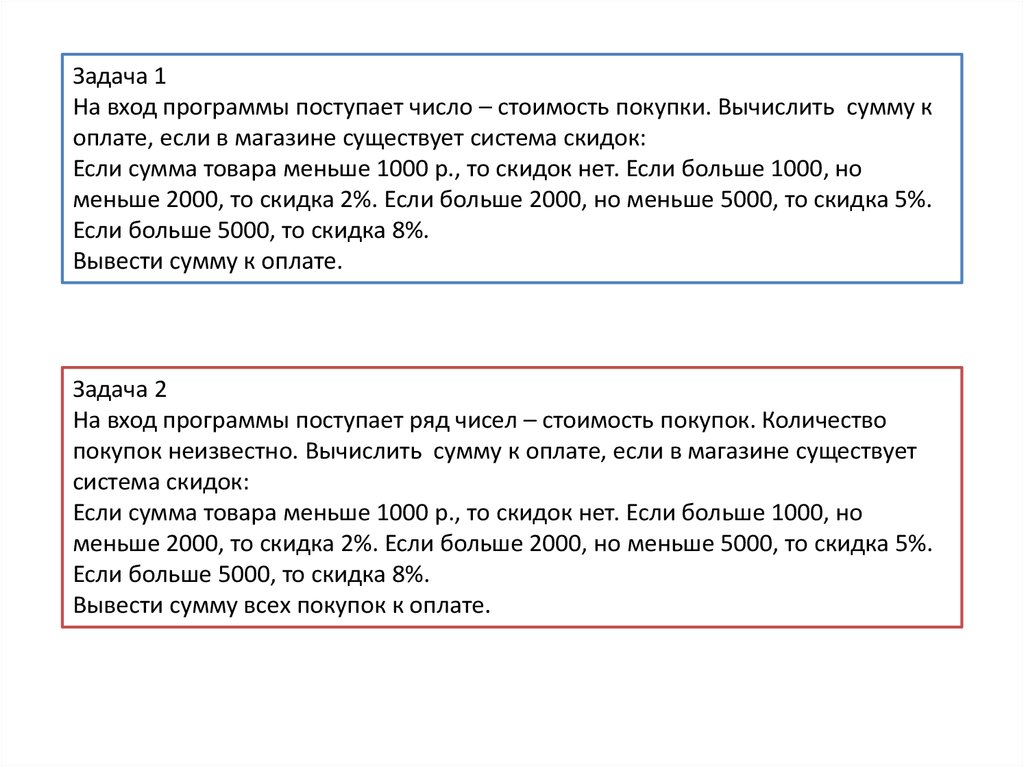 Задача 1
На вход программы поступает число – стоимость покупки. Вычислить  сумму к
оплате, если в магазине существует система скидок:
Если сумма товара меньше 1000 р., то скидок нет. Если больше 1000, но
меньше 2000, то скидка 2%. Если больше 2000, но меньше 5000, то скидка 5%.
Если больше 5000, то скидка 8%.
Вывести сумму к оплате.
Задача 2
На вход программы поступает ряд чисел – стоимость покупок. Количество
покупок неизвестно. Вычислить  сумму к оплате, если в магазине существует
система скидок:
Если сумма товара меньше 1000 р., то скидок нет. Если больше 1000, но
меньше 2000, то скидка 2%. Если больше 2000, но меньше 5000, то скидка 5%.
Если больше 5000, то скидка 8%.
Вывести сумму всех покупок к оплате.